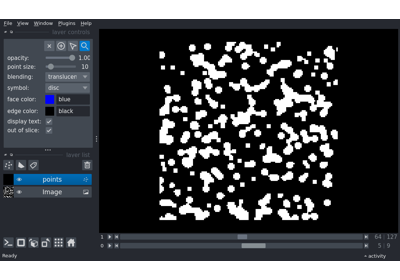 File View Window Plugins Help
layer controls
opacity: 1.00
point size: 10
blending: translucen
symbol: disc
face color: blue
edge color: black
display text:
out of slice:
layer list
points
Image
1 64 127
0 5 9
Ready activity